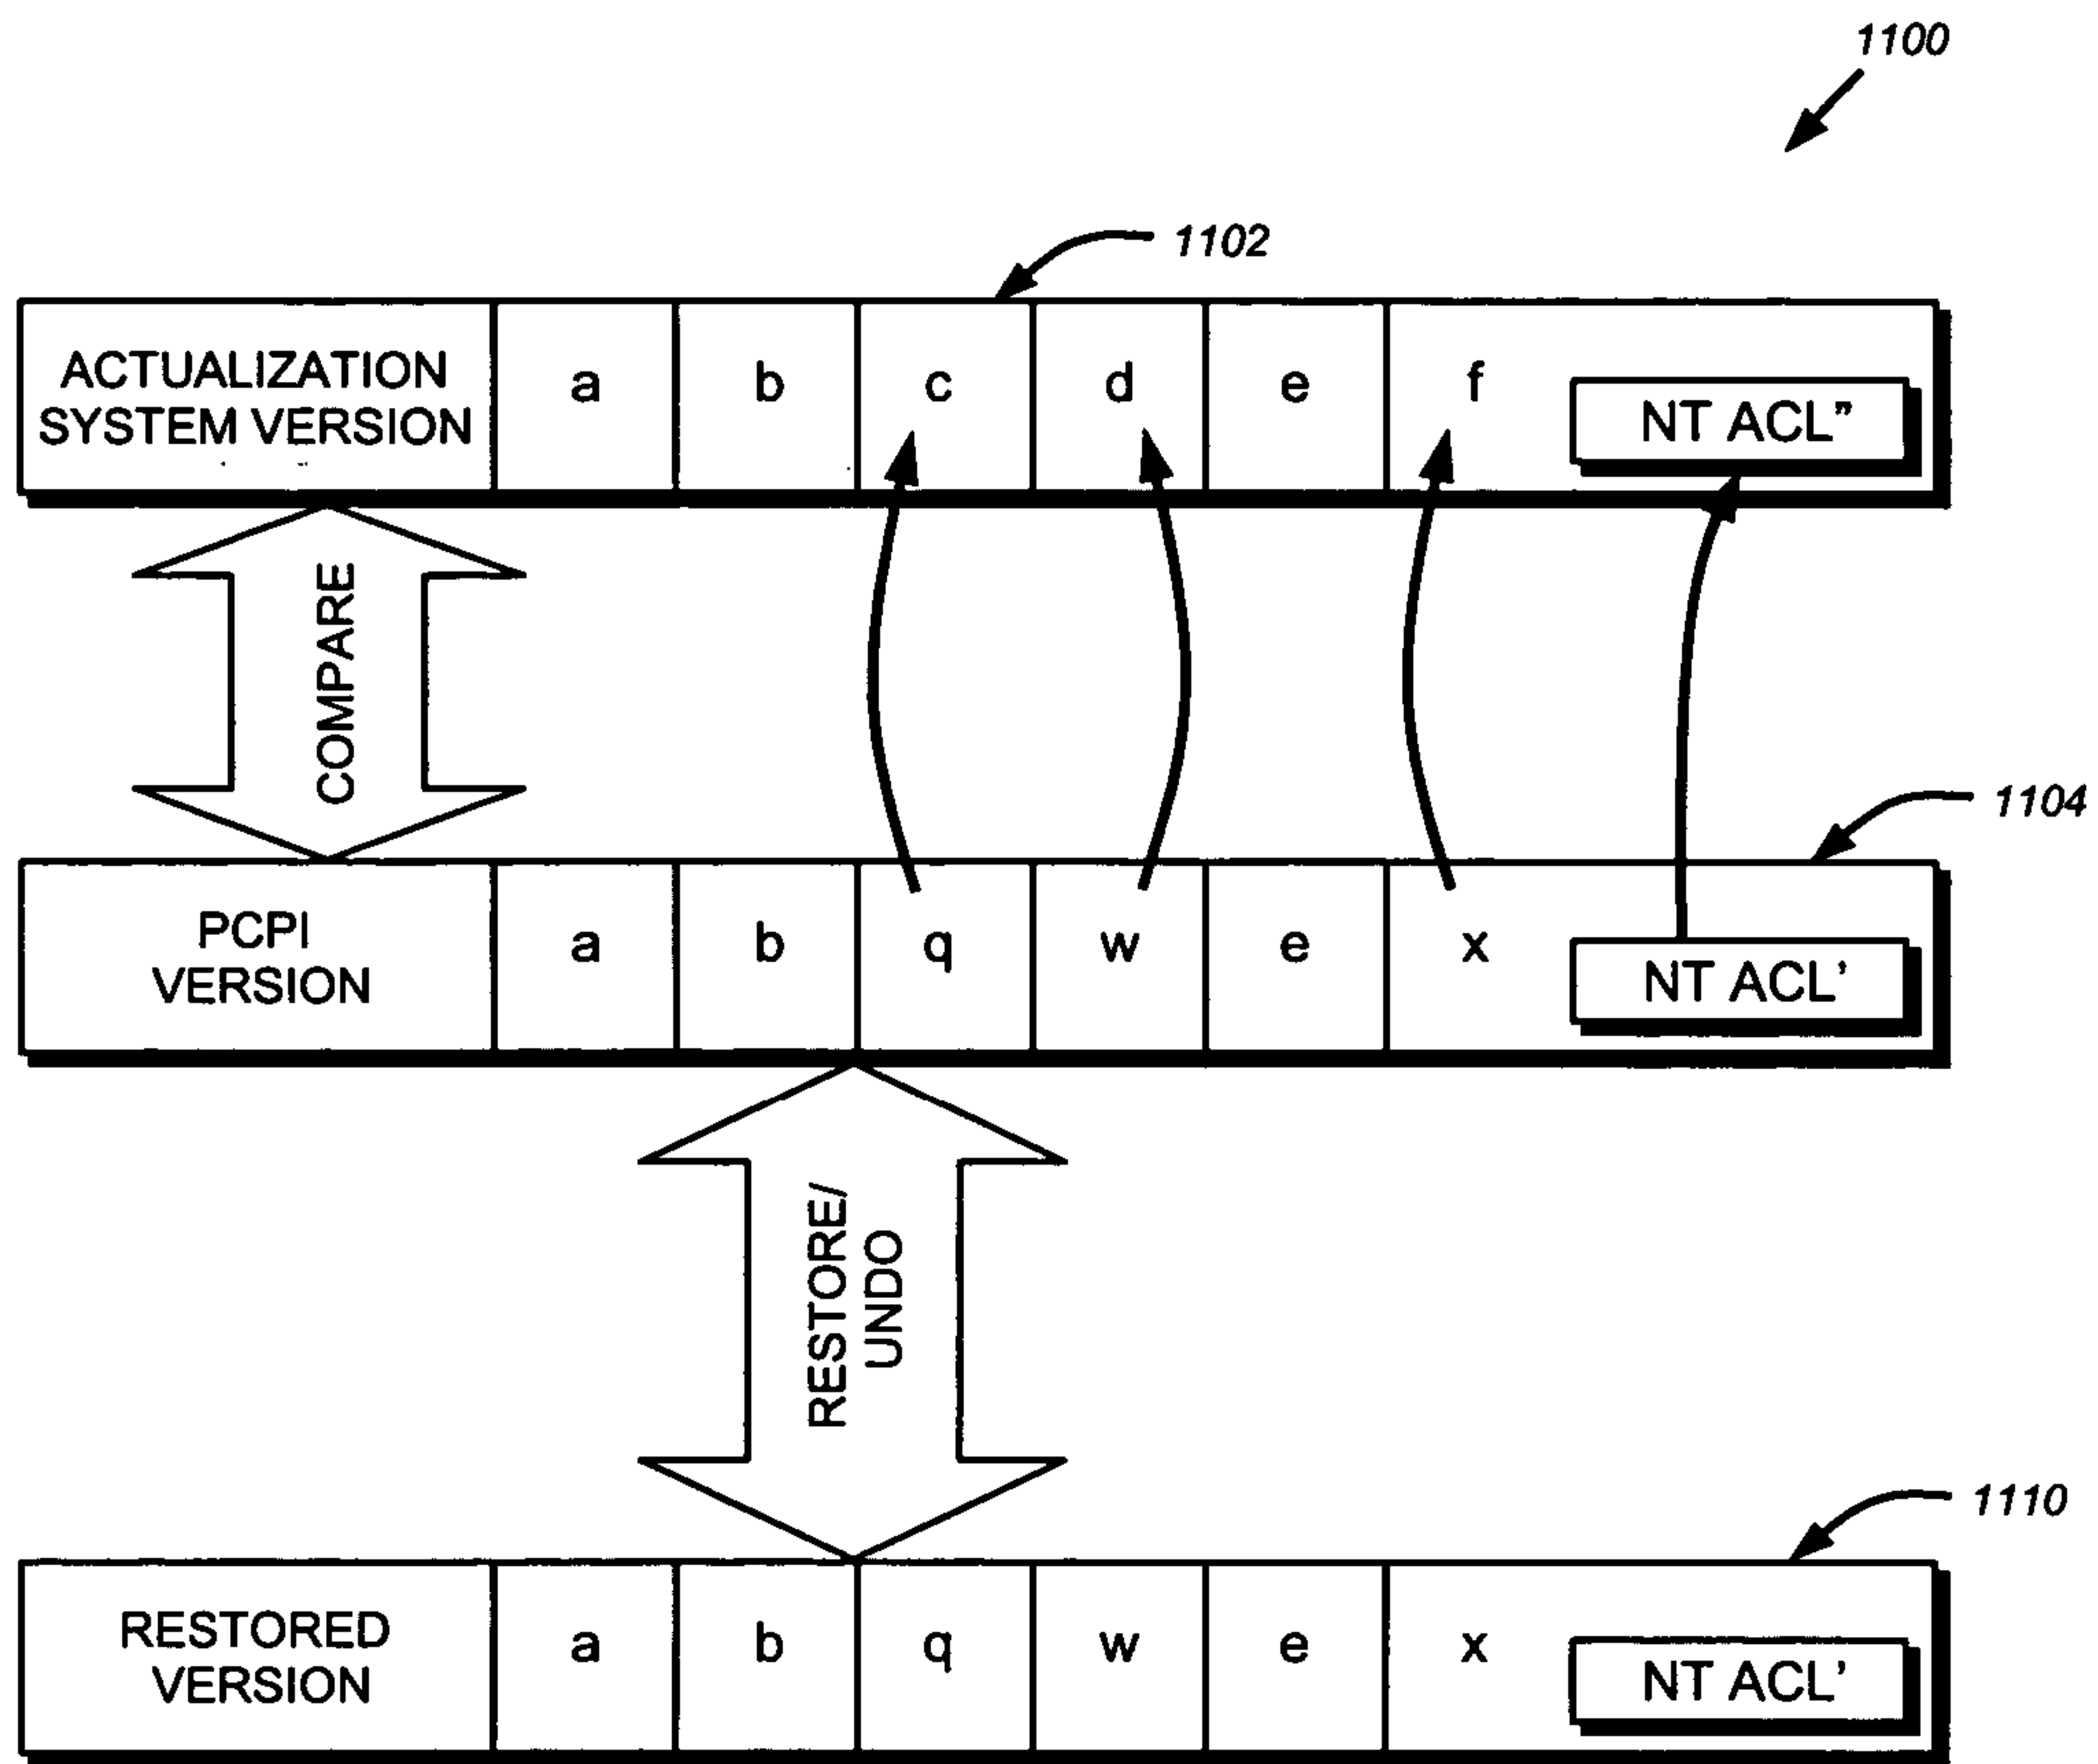 1100
1102
ACTUALIZATION
SYSTEM VERSION
a b c d e f
NT ACL"
COMPARE
1104
PCPI
VERSION
a b q w e x
NT ACL'
RESTORE/
UNDO
1110
RESTORED
VERSION
a b q w e x
NT ACL'